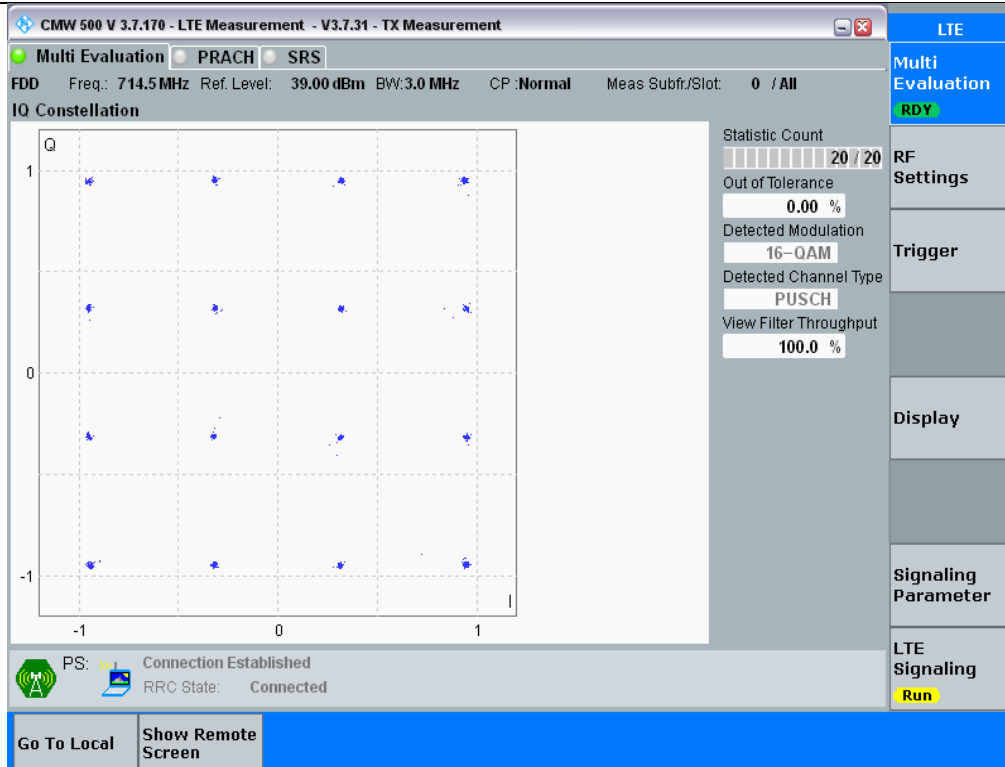 CMW 500 V 3.7.170 - LTE Measurement - V3.7.31 - TX Measurement
LTE
Multi Evaluation PRACH SRS
Multi Evaluation
RDY
FDD Freq.: 714.5 MHz Ref. Level: 39.00 dBm BW:3.0 MHz CP :Normal Meas Subfr./Slot: 0 / All
IQ Constellation
Q
1
0
-1
-1 0 1
I
Statistic Count
20 / 20
Out of Tolerance
0.00 %
Detected Modulation
16-QAM
Detected Channel Type
PUSCH
View Filter Throughput
100.0 %
RF
Settings
Trigger
Display
Signaling
Parameter
LTE
Signaling
Run
PS: Connection Established
RRC State: Connected
Go To Local
Show Remote
Screen